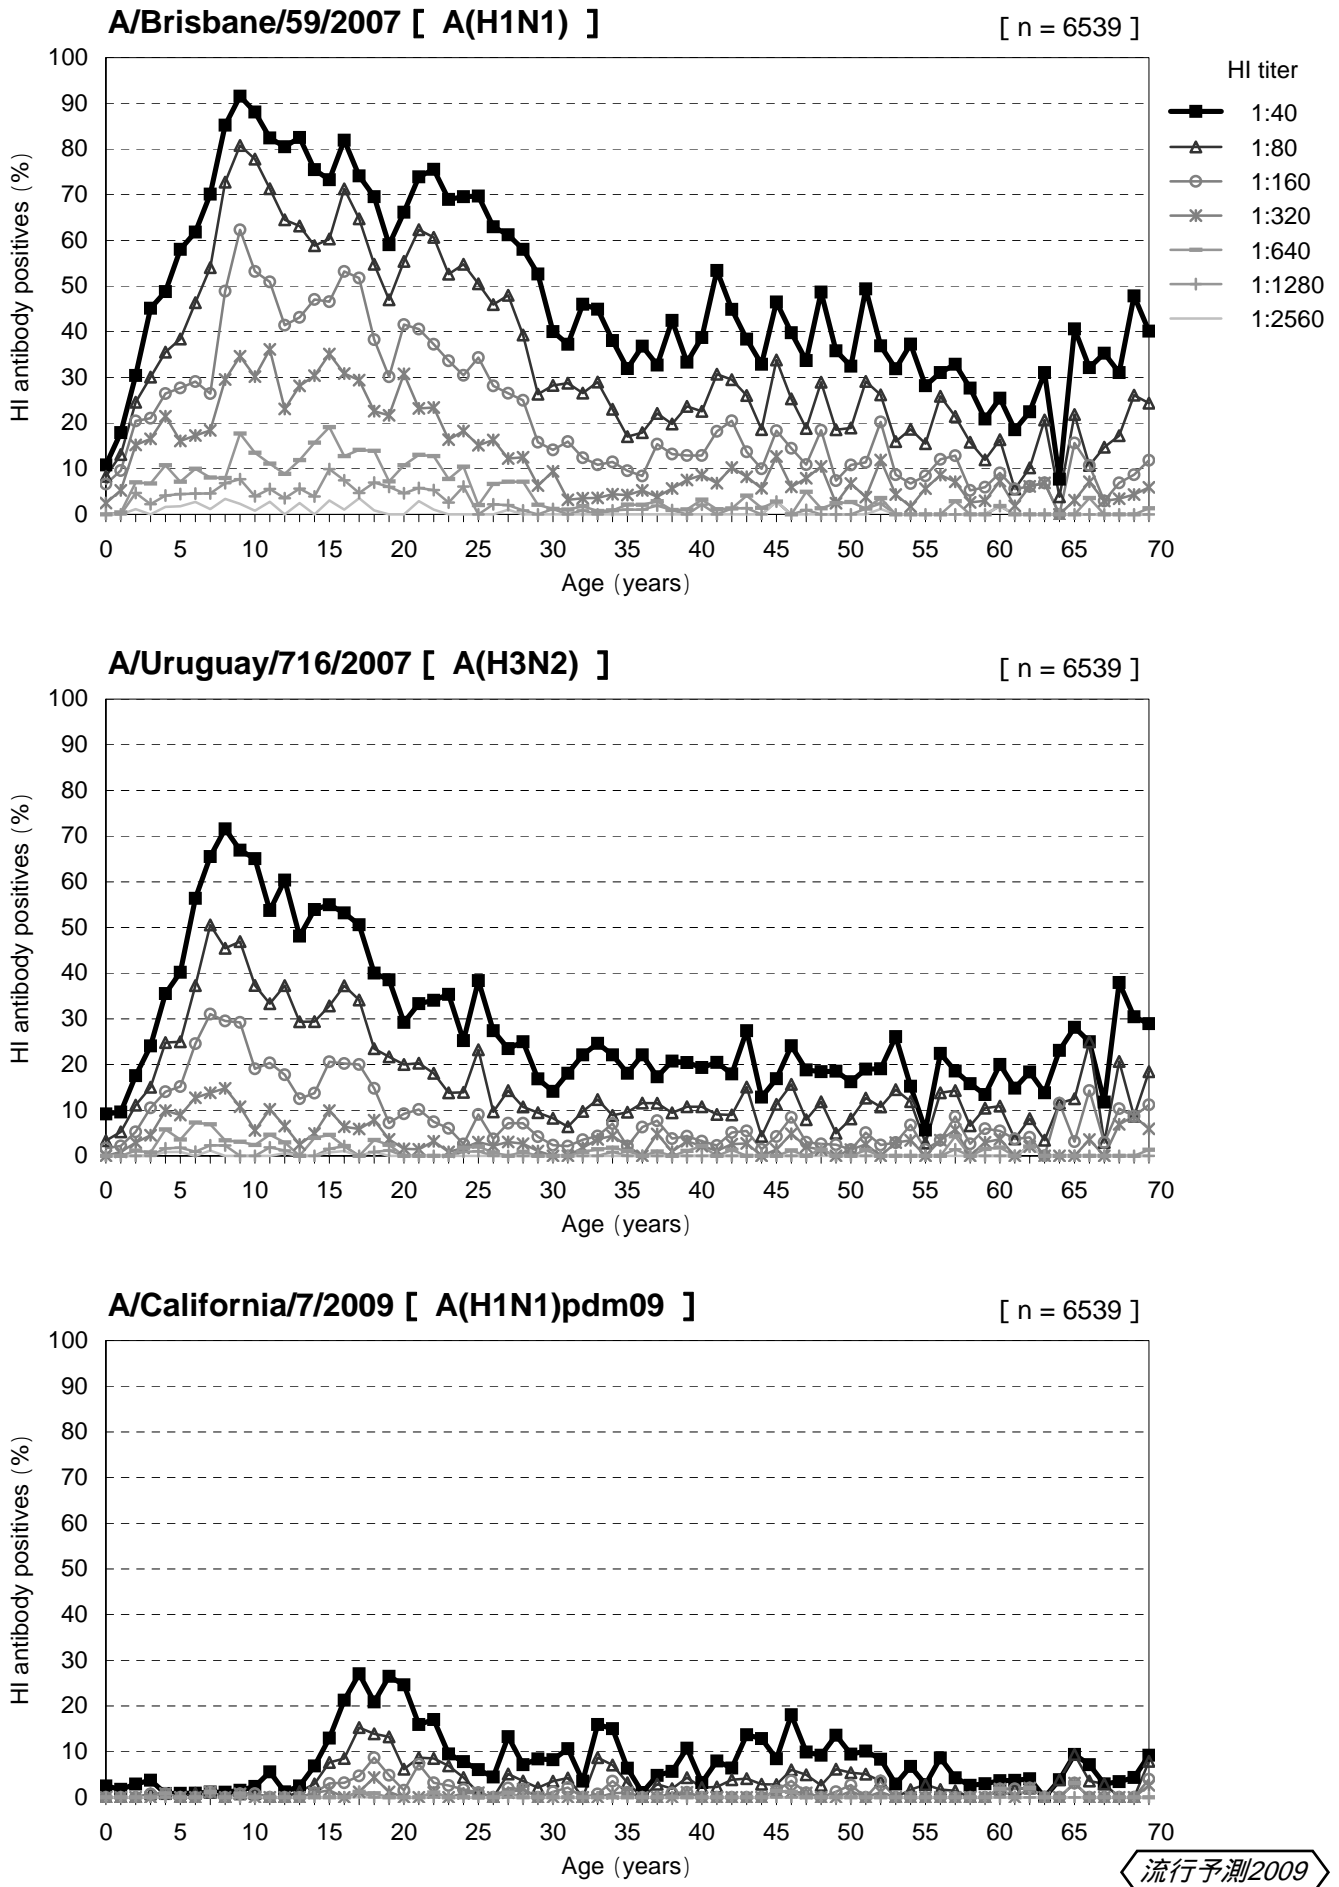 A/Brisbane/59/2007 [ A(H1N1) ] [ n = 6539 ]
HI antibody positives (%)
100
90
80
70
60
50
40
30
20
10
0
0 5 10 15 20 25 30 35 40 45 50 55 60 65 70
Age (years)
HI titer
1:40
1:80
1:160
1:320
1:640
1:1280
1:2560
A/Uruguay/716/2007 [ A(H3N2) ] [ n = 6539 ]
HI antibody positives (%)
100
90
80
70
60
50
40
30
20
10
0
0 5 10 15 20 25 30 35 40 45 50 55 60 65 70
Age (years)
A/California/7/2009 [ A(H1N1)pdm09 ] [ n = 6539 ]
HI antibody positives (%)
100
90
80
70
60
50
40
30
20
10
0
0 5 10 15 20 25 30 35 40 45 50 55 60 65 70
Age (years)
流行予測2009